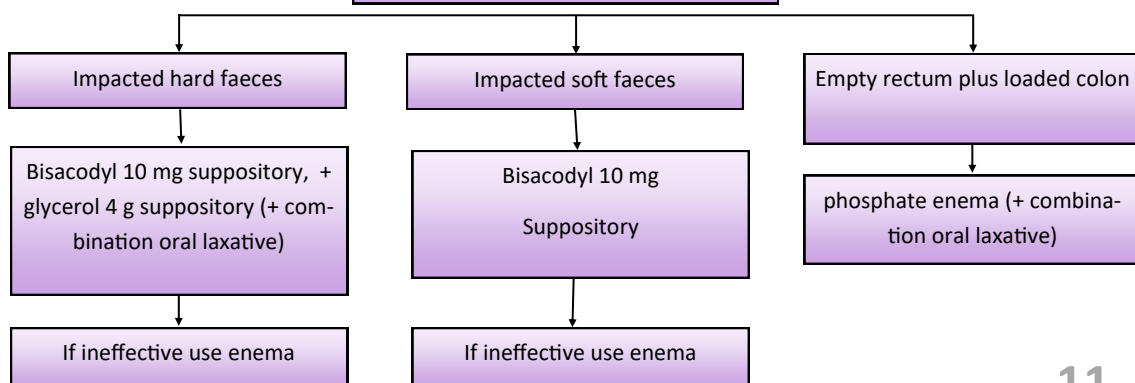 Impacted hard faeces
Impacted soft faeces
Empty rectum plus loaded colon
Bisacodyl 10 mg suppository, +
glycerol 4 g suppository (+ com-
bination oral laxative)
Bisacodyl 10 mg
Suppository
phosphate enema (+ combina-
tion oral laxative)
If ineffective use enema
If ineffective use enema
11